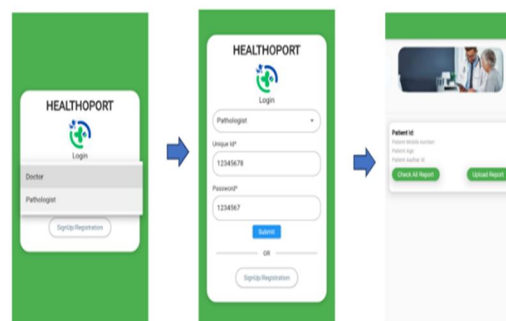 HEALTHOPORT
Login
Doctor
Pathologist
SignUp/Registration
HEALTHOPORT
Login
Pathologist
Unique Id*
12345678
Password*
1234567
Submit
OR
SignUp/Registration
Patient Id:
Patient Mobile number:
Patient Age:
Patient Aadhar Id:
Check All Report
Upload Report